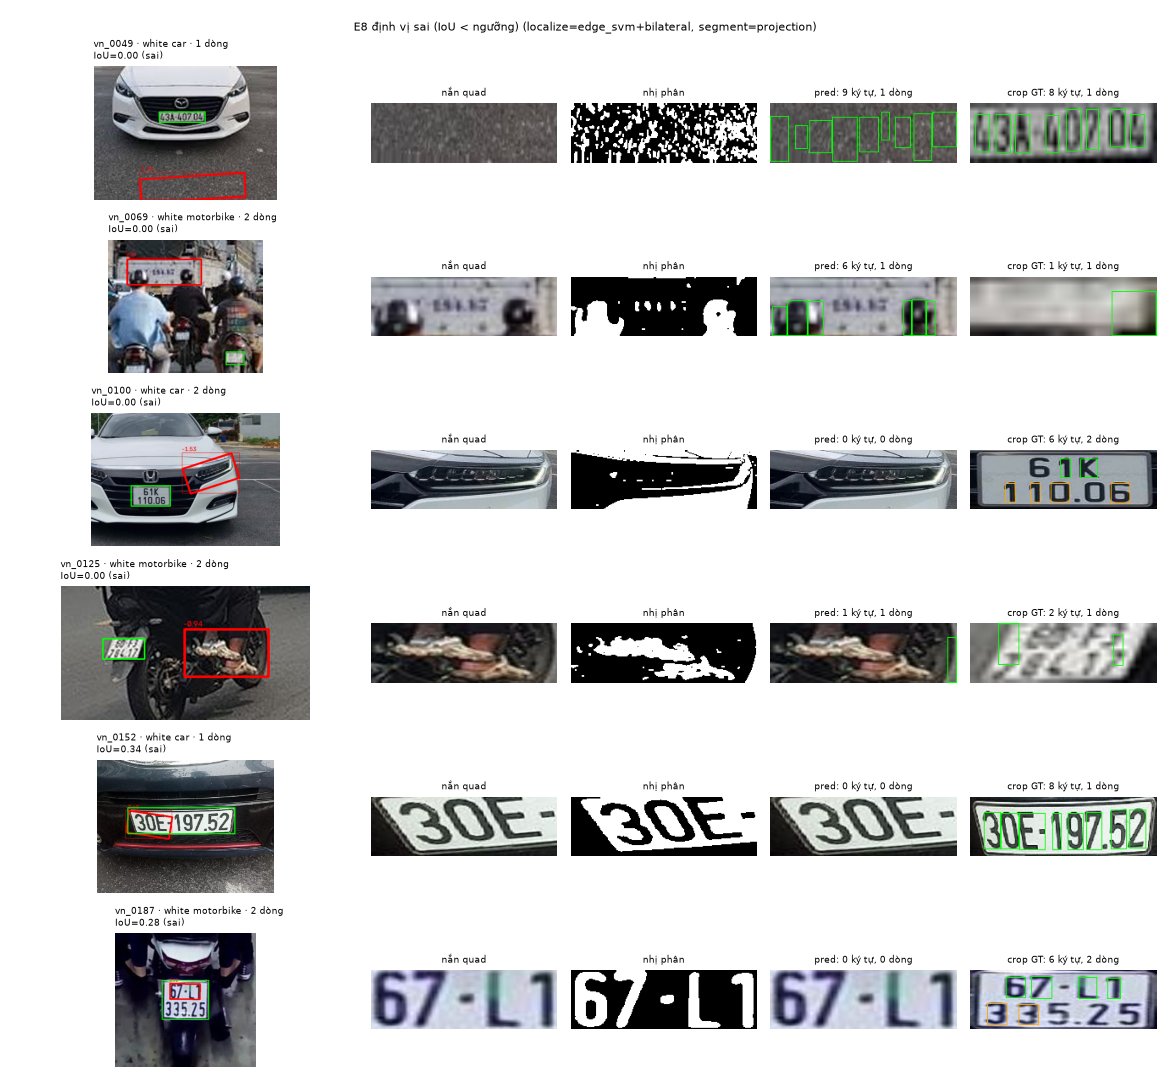 E8 định vị sai (IoU < ngưỡng) (localize=edge_svm+bilateral, segment=projection)
vn_0049 · white car · 1 dòng
IoU=0.00 (sai)
nắn quad
nhị phân
pred: 9 ký tự, 1 dòng
crop GT: 8 ký tự, 1 dòng
43A-407.04
43A-407.04
vn_0069 · white motorbike · 2 dòng
IoU=0.00 (sai)
nắn quad
nhị phân
pred: 6 ký tự, 1 dòng
crop GT: 1 ký tự, 1 dòng
vn_0100 · white car · 2 dòng
IoU=0.00 (sai)
nắn quad
nhị phân
pred: 0 ký tự, 0 dòng
crop GT: 6 ký tự, 2 dòng
-1.53
61K
110.06
61K
110.06
vn_0125 · white motorbike · 2 dòng
IoU=0.00 (sai)
nắn quad
nhị phân
pred: 1 ký tự, 1 dòng
crop GT: 2 ký tự, 1 dòng
-0.94
vn_0152 · white car · 1 dòng
IoU=0.34 (sai)
nắn quad
nhị phân
pred: 0 ký tự, 0 dòng
crop GT: 8 ký tự, 1 dòng
30E-197.52
30E-
30E-
30E-
30E-197.52
vn_0187 · white motorbike · 2 dòng
IoU=0.28 (sai)
nắn quad
nhị phân
pred: 0 ký tự, 0 dòng
crop GT: 6 ký tự, 2 dòng
67-L1
335.25
67-L1
67-L1
67-L1
67-L1
335.25